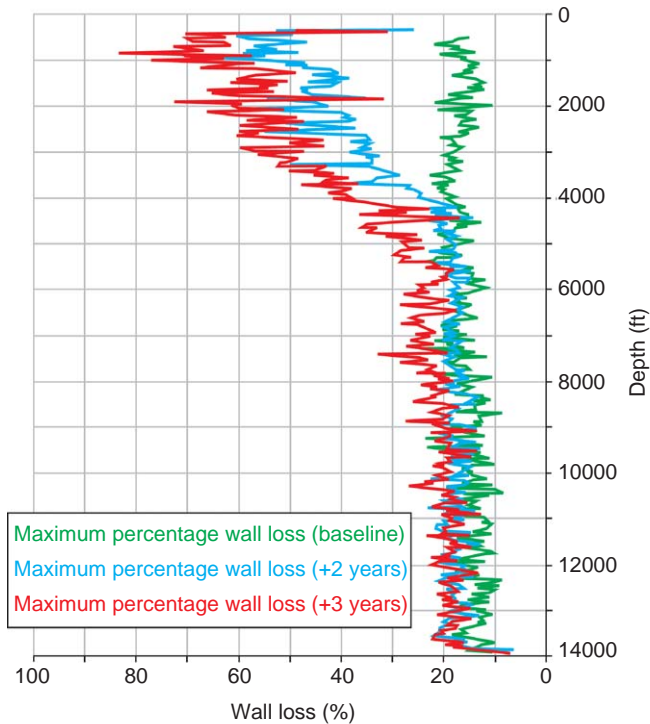 0
2000
4000
6000
8000
10000
12000
14000
Depth (ft)
Maximum percentage wall loss (baseline)
Maximum percentage wall loss (+2 years)
Maximum percentage wall loss (+3 years)
100 80 60 40 20 0
Wall loss (%)